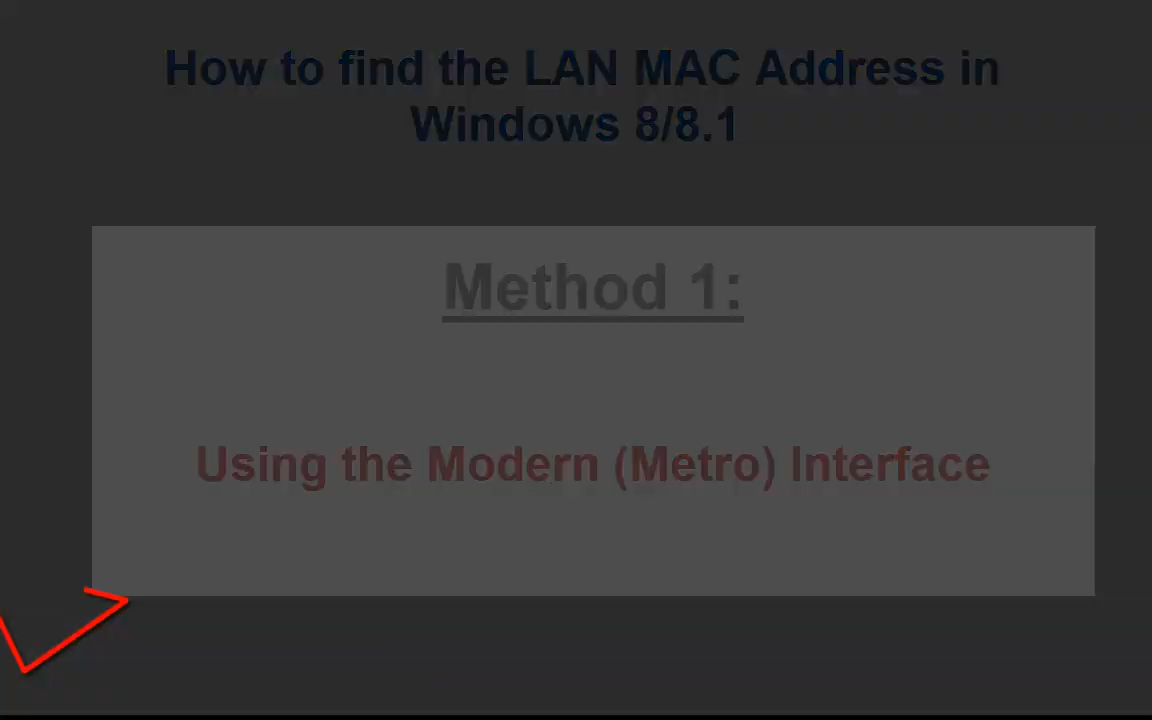 How to find the LAN MAC Address in
Windows 8/8.1
Method 1:
Using the Modern (Metro) Interface